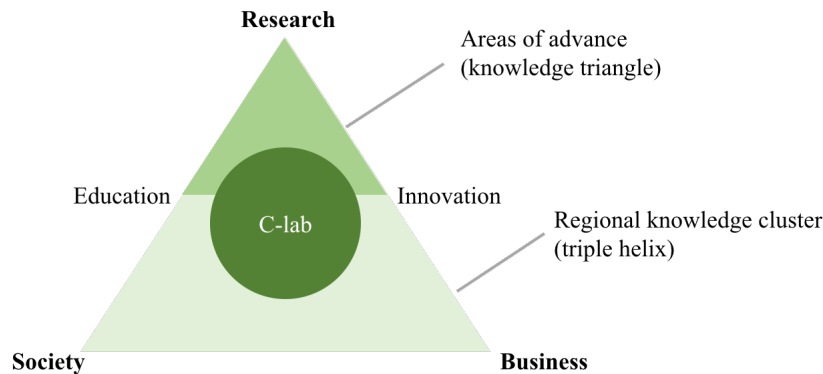 Research
Areas of advance
(knowledge triangle)
Education
Innovation
C-lab
Regional knowledge cluster
(triple helix)
Society
Business